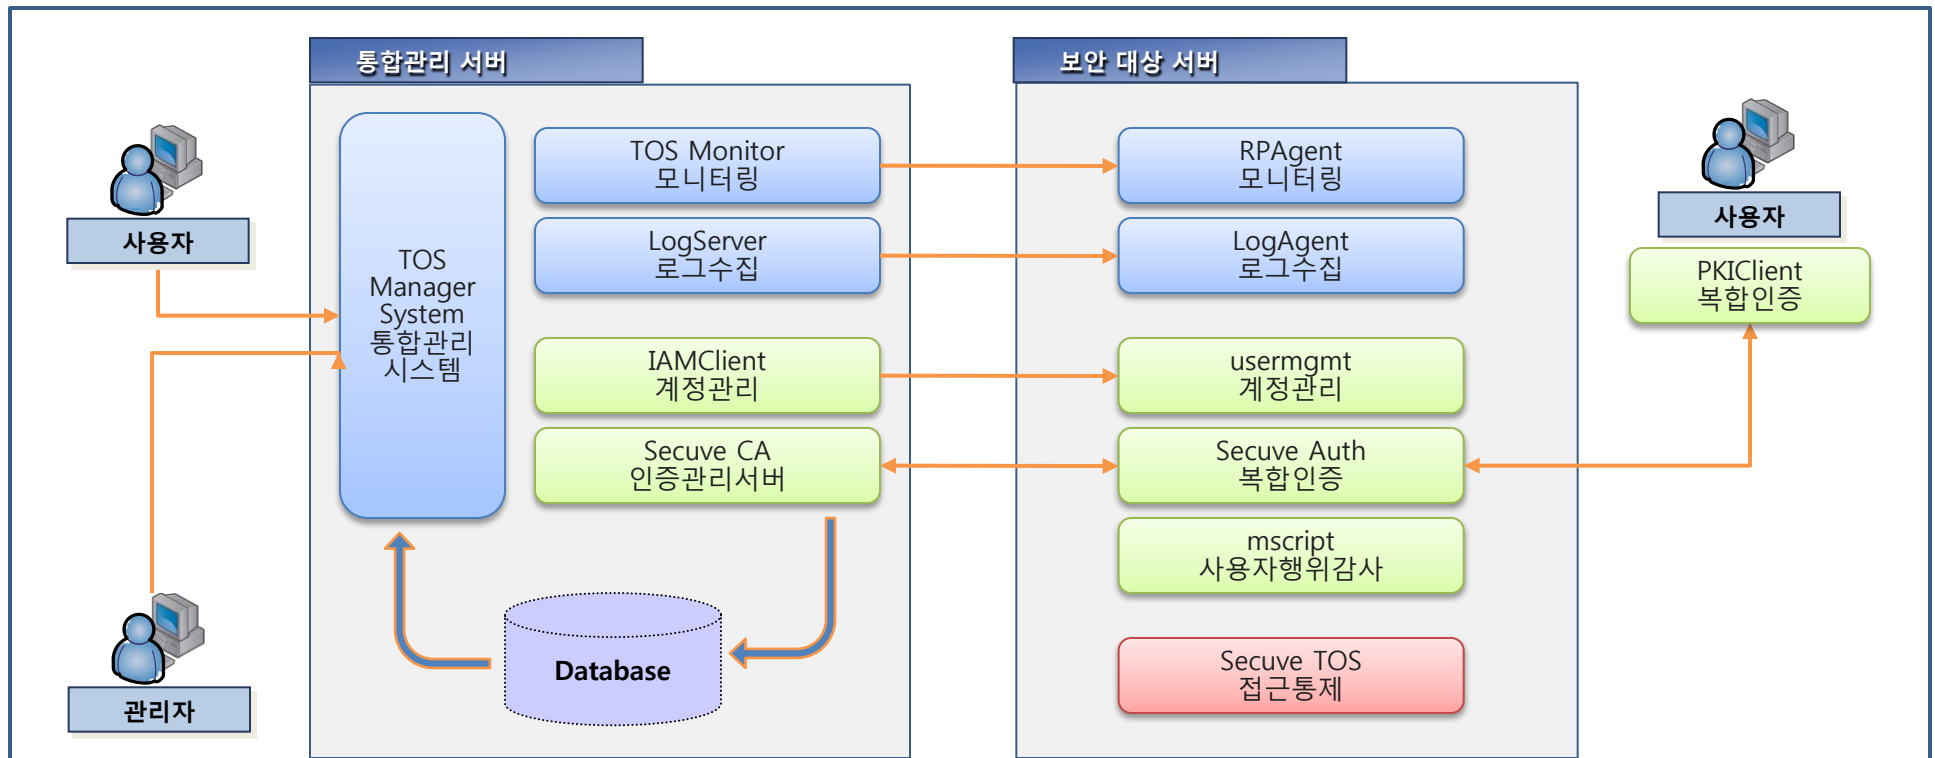 통합관리 서버
보안 대상 서버
사용자
관리자
TOS
Manager
System
통합관리
시스템
TOS Monitor
모니터링
LogServer
로그수집
IAMClient
계정관리
Secuve CA
인증관리서버
Database
RPAgent
모니터링
LogAgent
로그수집
usermgmt
계정관리
Secuve Auth
복합인증
mscript
사용자행위감사
Secuve TOS
접근통제
사용자
PKIClient
복합인증